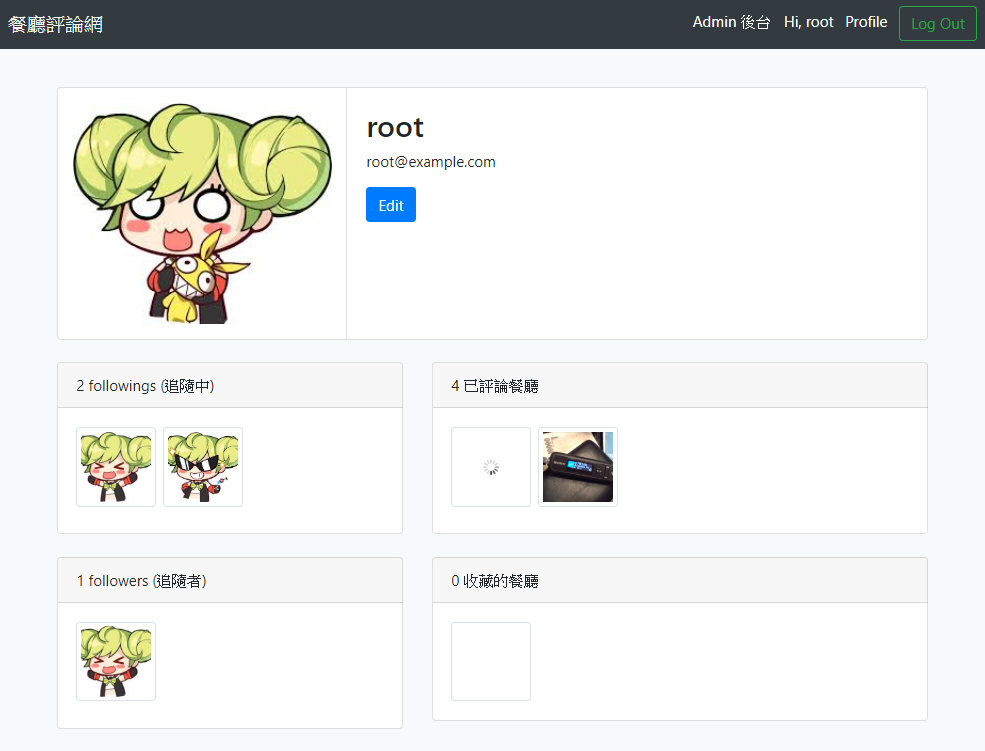 餐廳評論網
Admin 後台 Hi, root Profile Log Out
root
root@example.com
Edit
2 followings (追隨中)
4 已評論餐廳
1 followers (追隨者)
0 收藏的餐廳